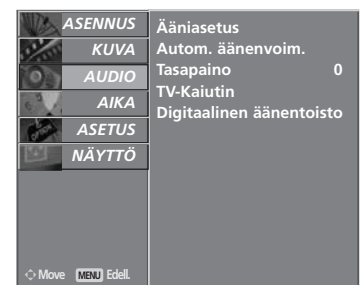 ASENNUS
KUVA
AUDIO
AIKA
ASETUS
NÄYTTÖ
Ääniasetus
Autom. äänenvoim.
Tasapaino 0
TV-Kaiutin
Digitaalinen äänentoisto
Move MENU Edell.